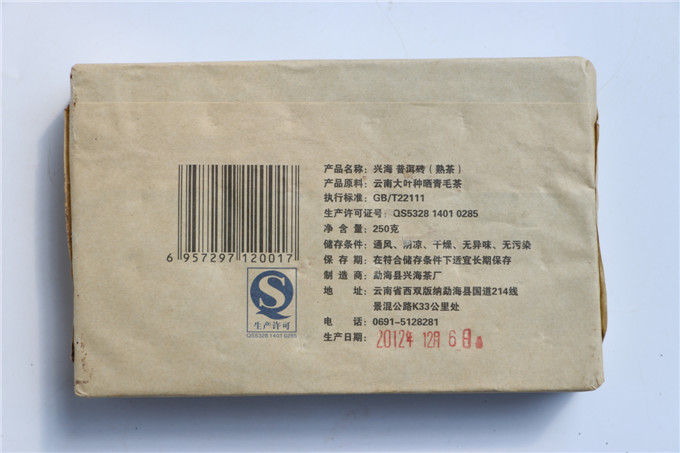 产品名称：兴海 普洱砖（熟茶）
产品原料：云南大叶种晒青毛茶
执行标准：GB/T22111
生产许可证号：QS5328 1401 0285
净 含 量：250克
储存条件：通风、阴凉、干燥、无异味、无污染
保 存 期：在符合储存条件下适宜长期保存
制 造 商：勐海县兴海茶厂
地 址：云南省西双版纳勐海县国道214线
景混公路K33公里处
电 话：0691-5128281
生产日期：2012年 12月 6日
6 957297 120017
生产许可
QS5328 1401 0285